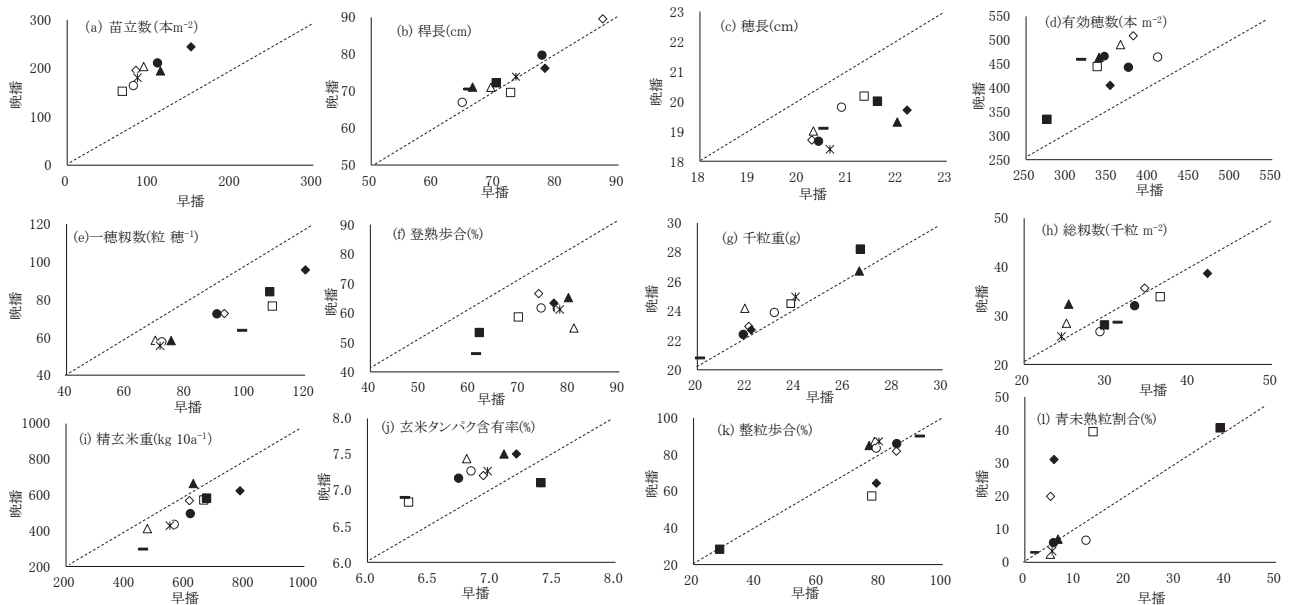 (a) 苗立数(本m⁻²)
300
200
100
0
晩播
0 100 200 300
早播
(b) 稈長(cm)
90
80
70
60
50
晩播
50 60 70 80 90
早播
(c) 穂長(cm)
23
22
21
20
19
18
晩播
18 19 20 21 22 23
早播
(d)有効穂数(本 m⁻²)
550
500
450
400
350
300
250
晩播
250 300 350 400 450 500 550
早播
(e)一穂籾数(粒 穂⁻¹)
120
100
80
60
40
晩播
40 60 80 100 120
早播
(f) 登熟歩合(%)
90
80
70
60
50
40
晩播
40 50 60 70 80 90
早播
(g) 千粒重(g)
30
28
26
24
22
20
晩播
20 22 24 26 28 30
早播
(h) 総籾数(千粒 m⁻²)
50
40
30
20
晩播
20 30 40 50
早播
(i) 精玄米重(kg 10a⁻¹)
1000
800
600
400
200
晩播
200 400 600 800 1000
早播
(j) 玄米タンパク含有率(%)
8.0
7.5
7.0
6.5
6.0
晩播
6.0 6.5 7.0 7.5 8.0
早播
(k) 整粒歩合(%)
100
80
60
40
20
晩播
20 40 60 80 100
早播
(l) 青未熟粒割合(%)
50
40
30
20
10
0
晩播
0 10 20 30 40 50
早播